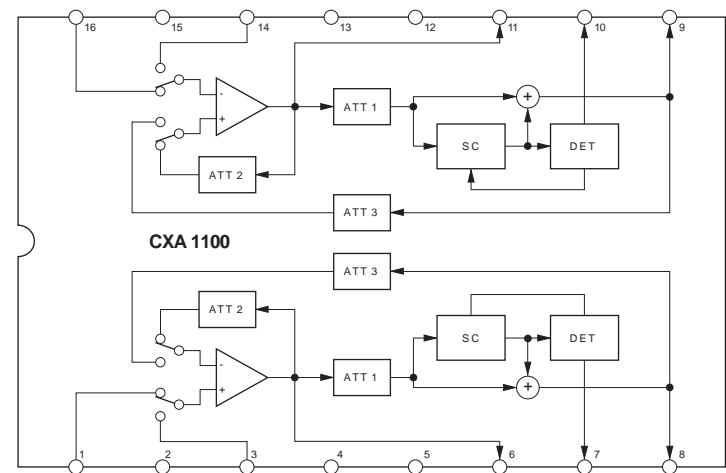 16 15 14 13 12 11 10 9
-
+
ATT 1
+
SC
DET
ATT 2
ATT 3
CXA 1100
ATT 3
ATT 2
SC
DET
-
+
ATT 1
+
1 2 3 4 5 6 7 8